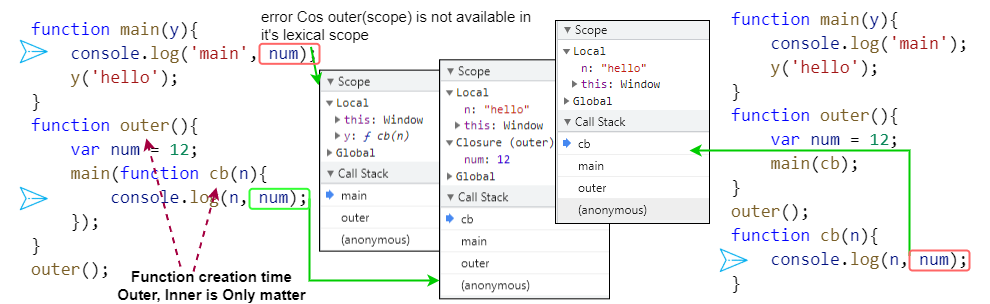 function main(y){
console.log('main', num);
y('hello');
}
function outer(){
var num = 12;
main(function cb(n){
console.log(n, num);
});
}
outer();
Function creation time
Outer, Inner is Only matter
error Cos outer(scope) is not available in
it's lexical scope
Scope
Local
this: Window
y: ƒ cb(n)
Global
Call Stack
main
outer
(anonymous)
Scope
Local
n: "hello"
this: Window
Closure (outer)
num: 12
Global
Call Stack
cb
main
outer
(anonymous)
Scope
Local
n: "hello"
this: Window
Global
Call Stack
cb
main
outer
(anonymous)
function main(y){
console.log('main');
y('hello');
}
function outer(){
var num = 12;
main(cb);
}
outer();
function cb(n){
console.log(n, num);
}